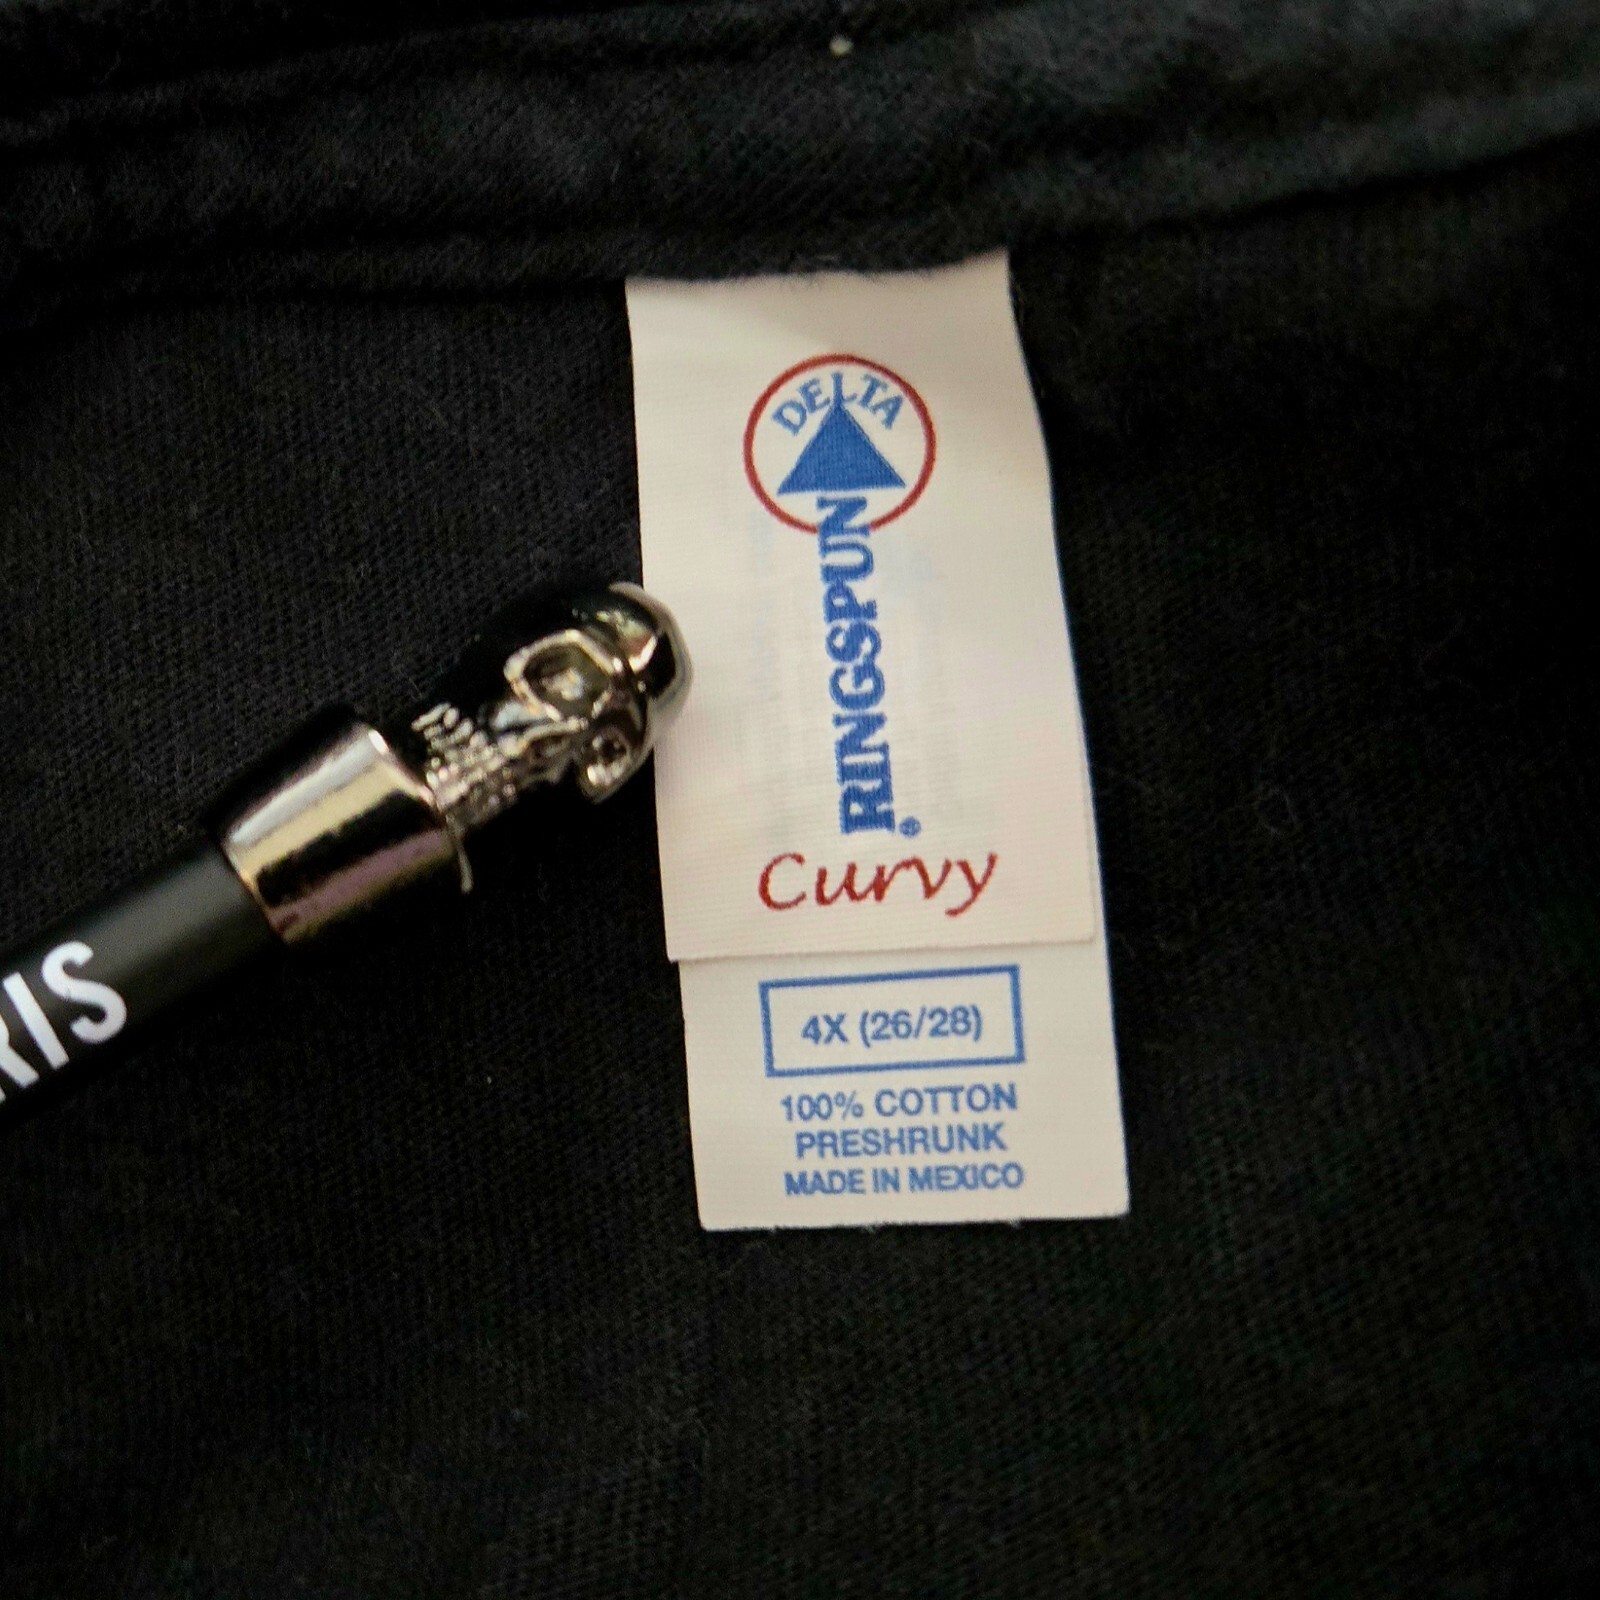 DELTA
RINGSPUN®
Curvy
4X (26/28)
100% COTTON
PRESHRUNK
MADE IN MEXICO
RIS